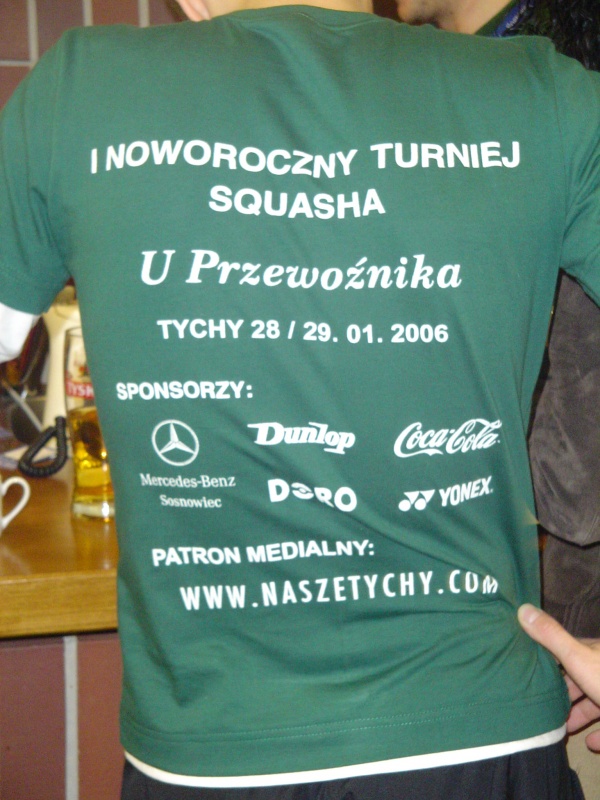 I NOWOROCZNY TURNIEJ
SQUASHA
U Przewoźnika
TYCHY 28 / 29. 01. 2006
SPONSORZY:
Mercedes-Benz
Sosnowiec
Dunlop
Coca-Cola
DORO
YONEX
PATRON MEDIALNY:
WWW.NASZETYCHY.COM
TYSK